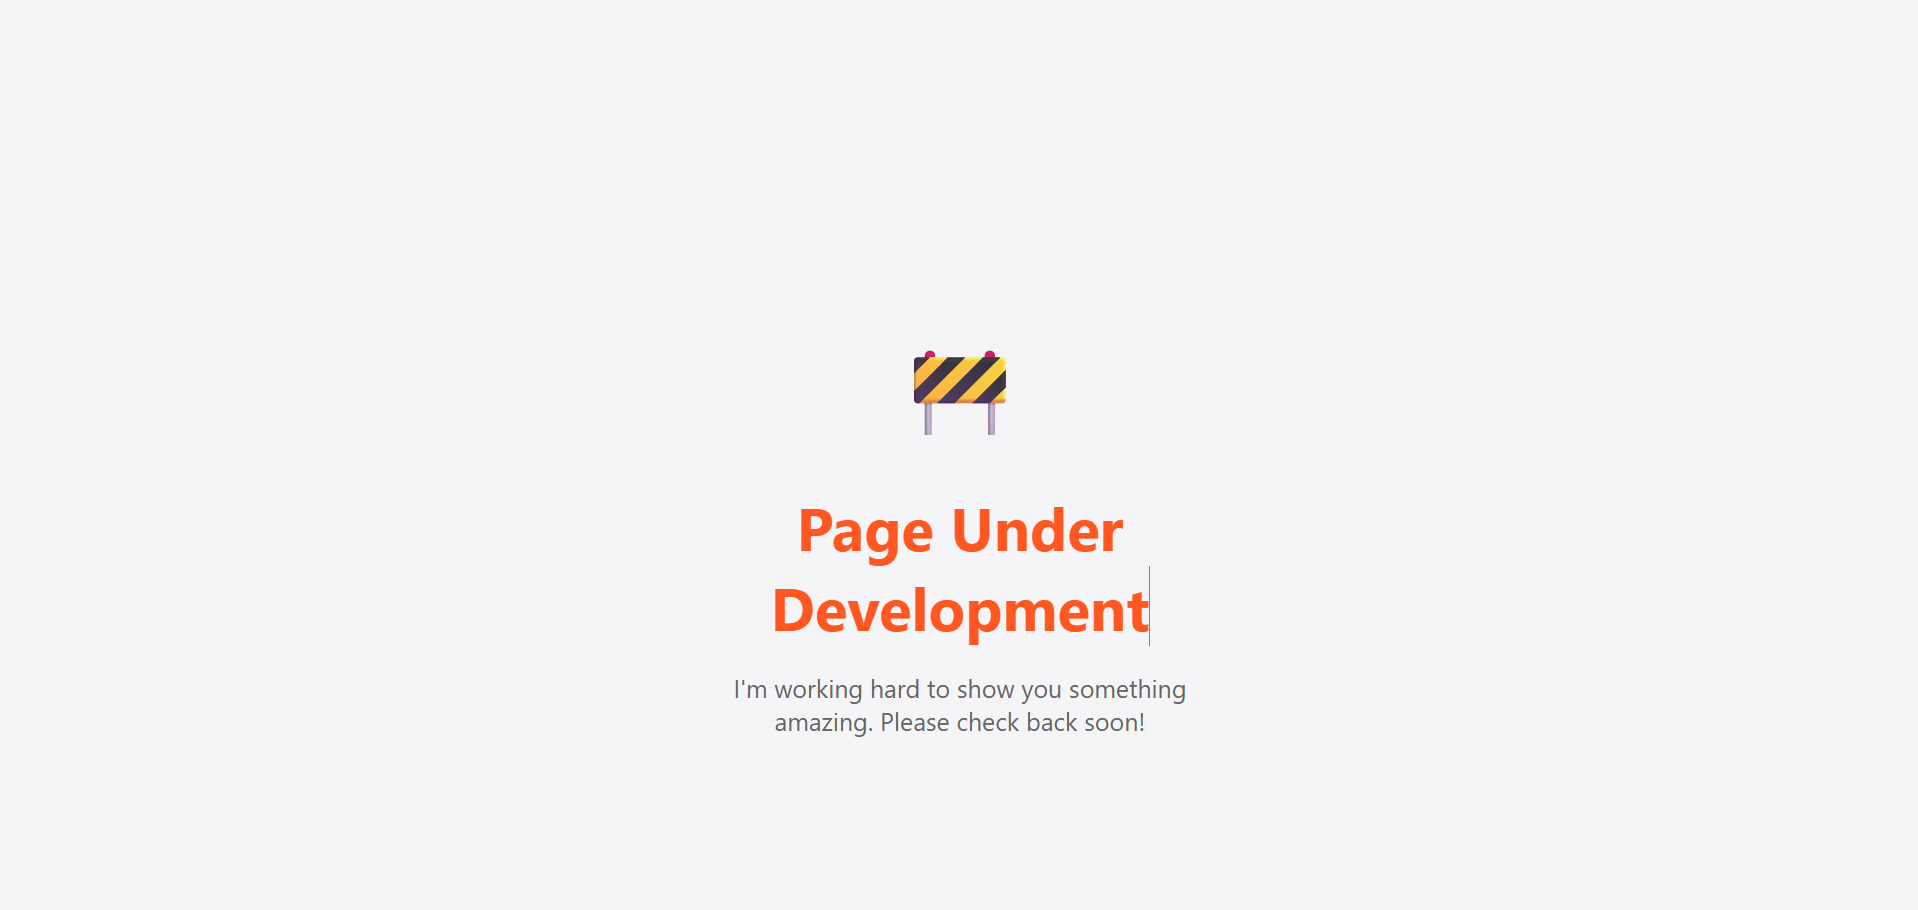 Page Under
Development
I'm working hard to show you something
amazing. Please check back soon!